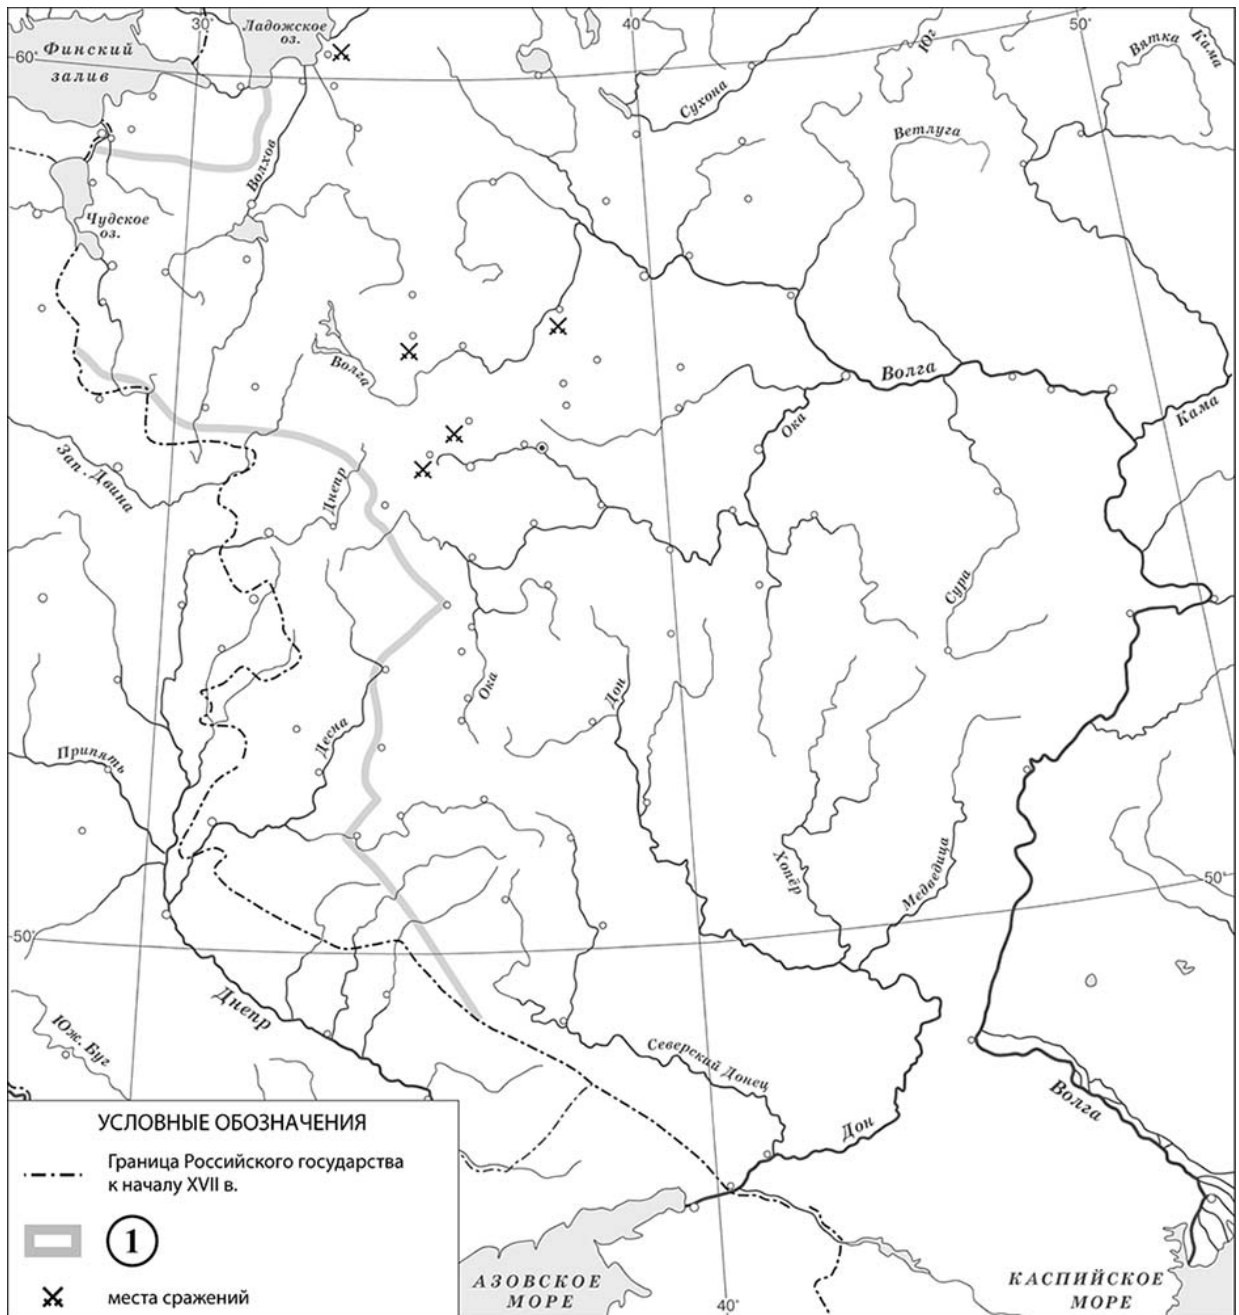 30°
Ладожское
оз.
40°
50°
60°
Финский
залив
Юг
Вятка
Кама
Сухона
Ветлуга
Волхов
Чудское
оз.
Волга
Волга
Кама
Ока
Зап. Двина
Днепр
Сура
Ока
Дон
Десна
Припять
Хопёр
Медведица
50°
50°
Днепр
Юж. Буг
Северский Донец
Дон
Волга
УСЛОВНЫЕ ОБОЗНАЧЕНИЯ
Граница Российского государства
к началу XVII в.
1
места сражений
АЗОВСКОЕ
МОРЕ
40°
КАСПИЙСКОЕ
МОРЕ